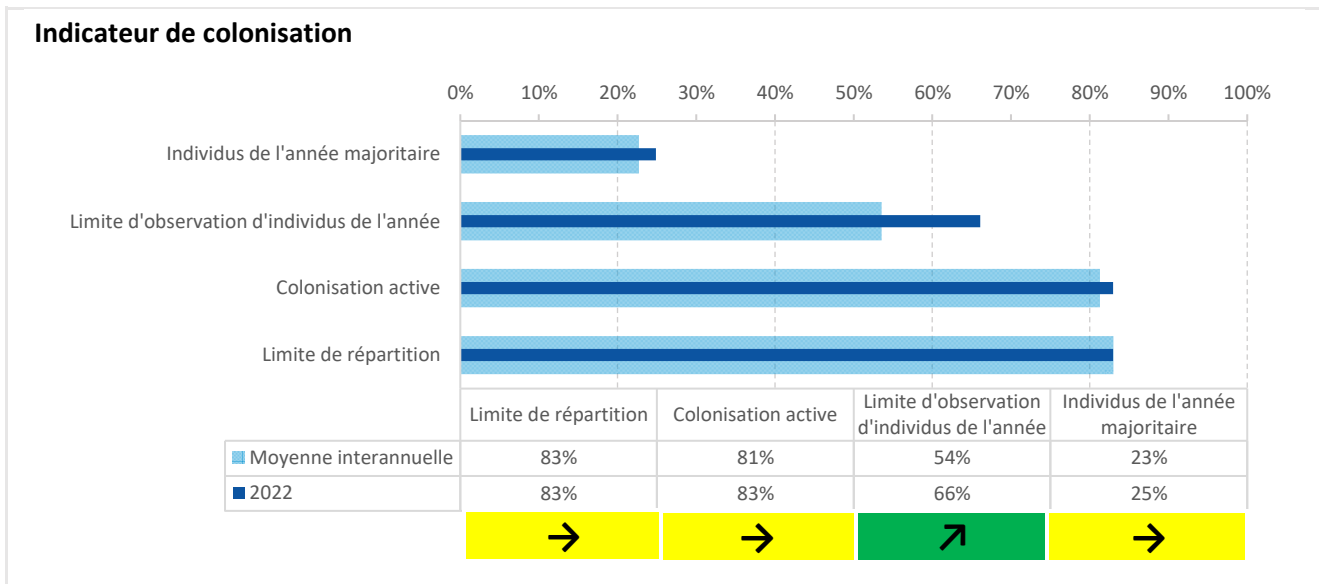 Indicateur de colonisation
0% 10% 20% 30% 40% 50% 60% 70% 80% 90% 100%
Individus de l'année majoritaire
Limite d'observation d'individus de l'année
Colonisation active
Limite de répartition
Limite de répartition Colonisation active Limite d'observation d'individus de l'année Individus de l'année majoritaire
Moyenne interannuelle 83% 81% 54% 23%
2022 83% 83% 66% 25%
→ → ↗ →